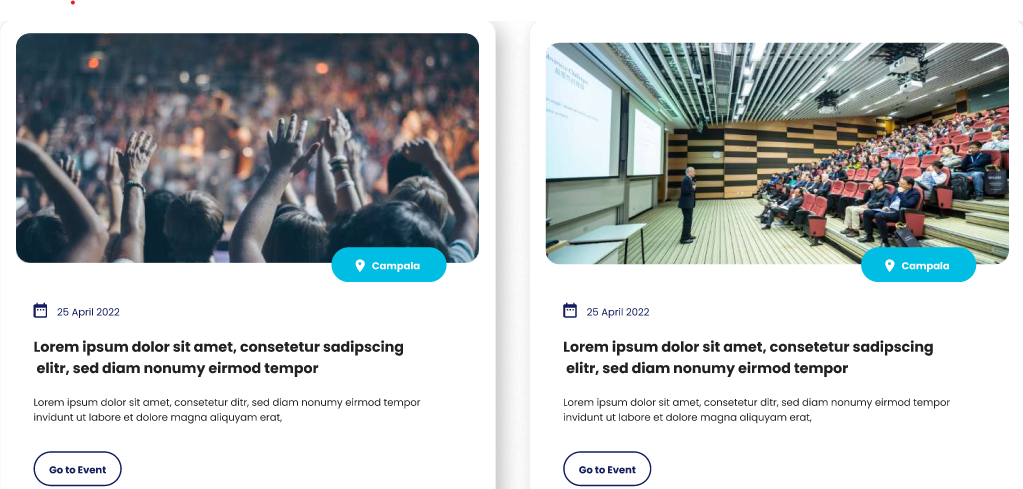 Campala
25 April 2022
Lorem ipsum dolor sit amet, consetetur sadipscing
elitr, sed diam nonumy eirmod tempor
Lorem ipsum dolor sit amet, consetetur ditr, sed diam nonumy eirmod tempor
invidunt ut labore et dolore magna aliquyam erat,
Go to Event
Campala
25 April 2022
Lorem ipsum dolor sit amet, consetetur sadipscing
elitr, sed diam nonumy eirmod tempor
Lorem ipsum dolor sit amet, consetetur ditr, sed diam nonumy eirmod tempor
invidunt ut labore et dolore magna aliquyam erat,
Go to Event